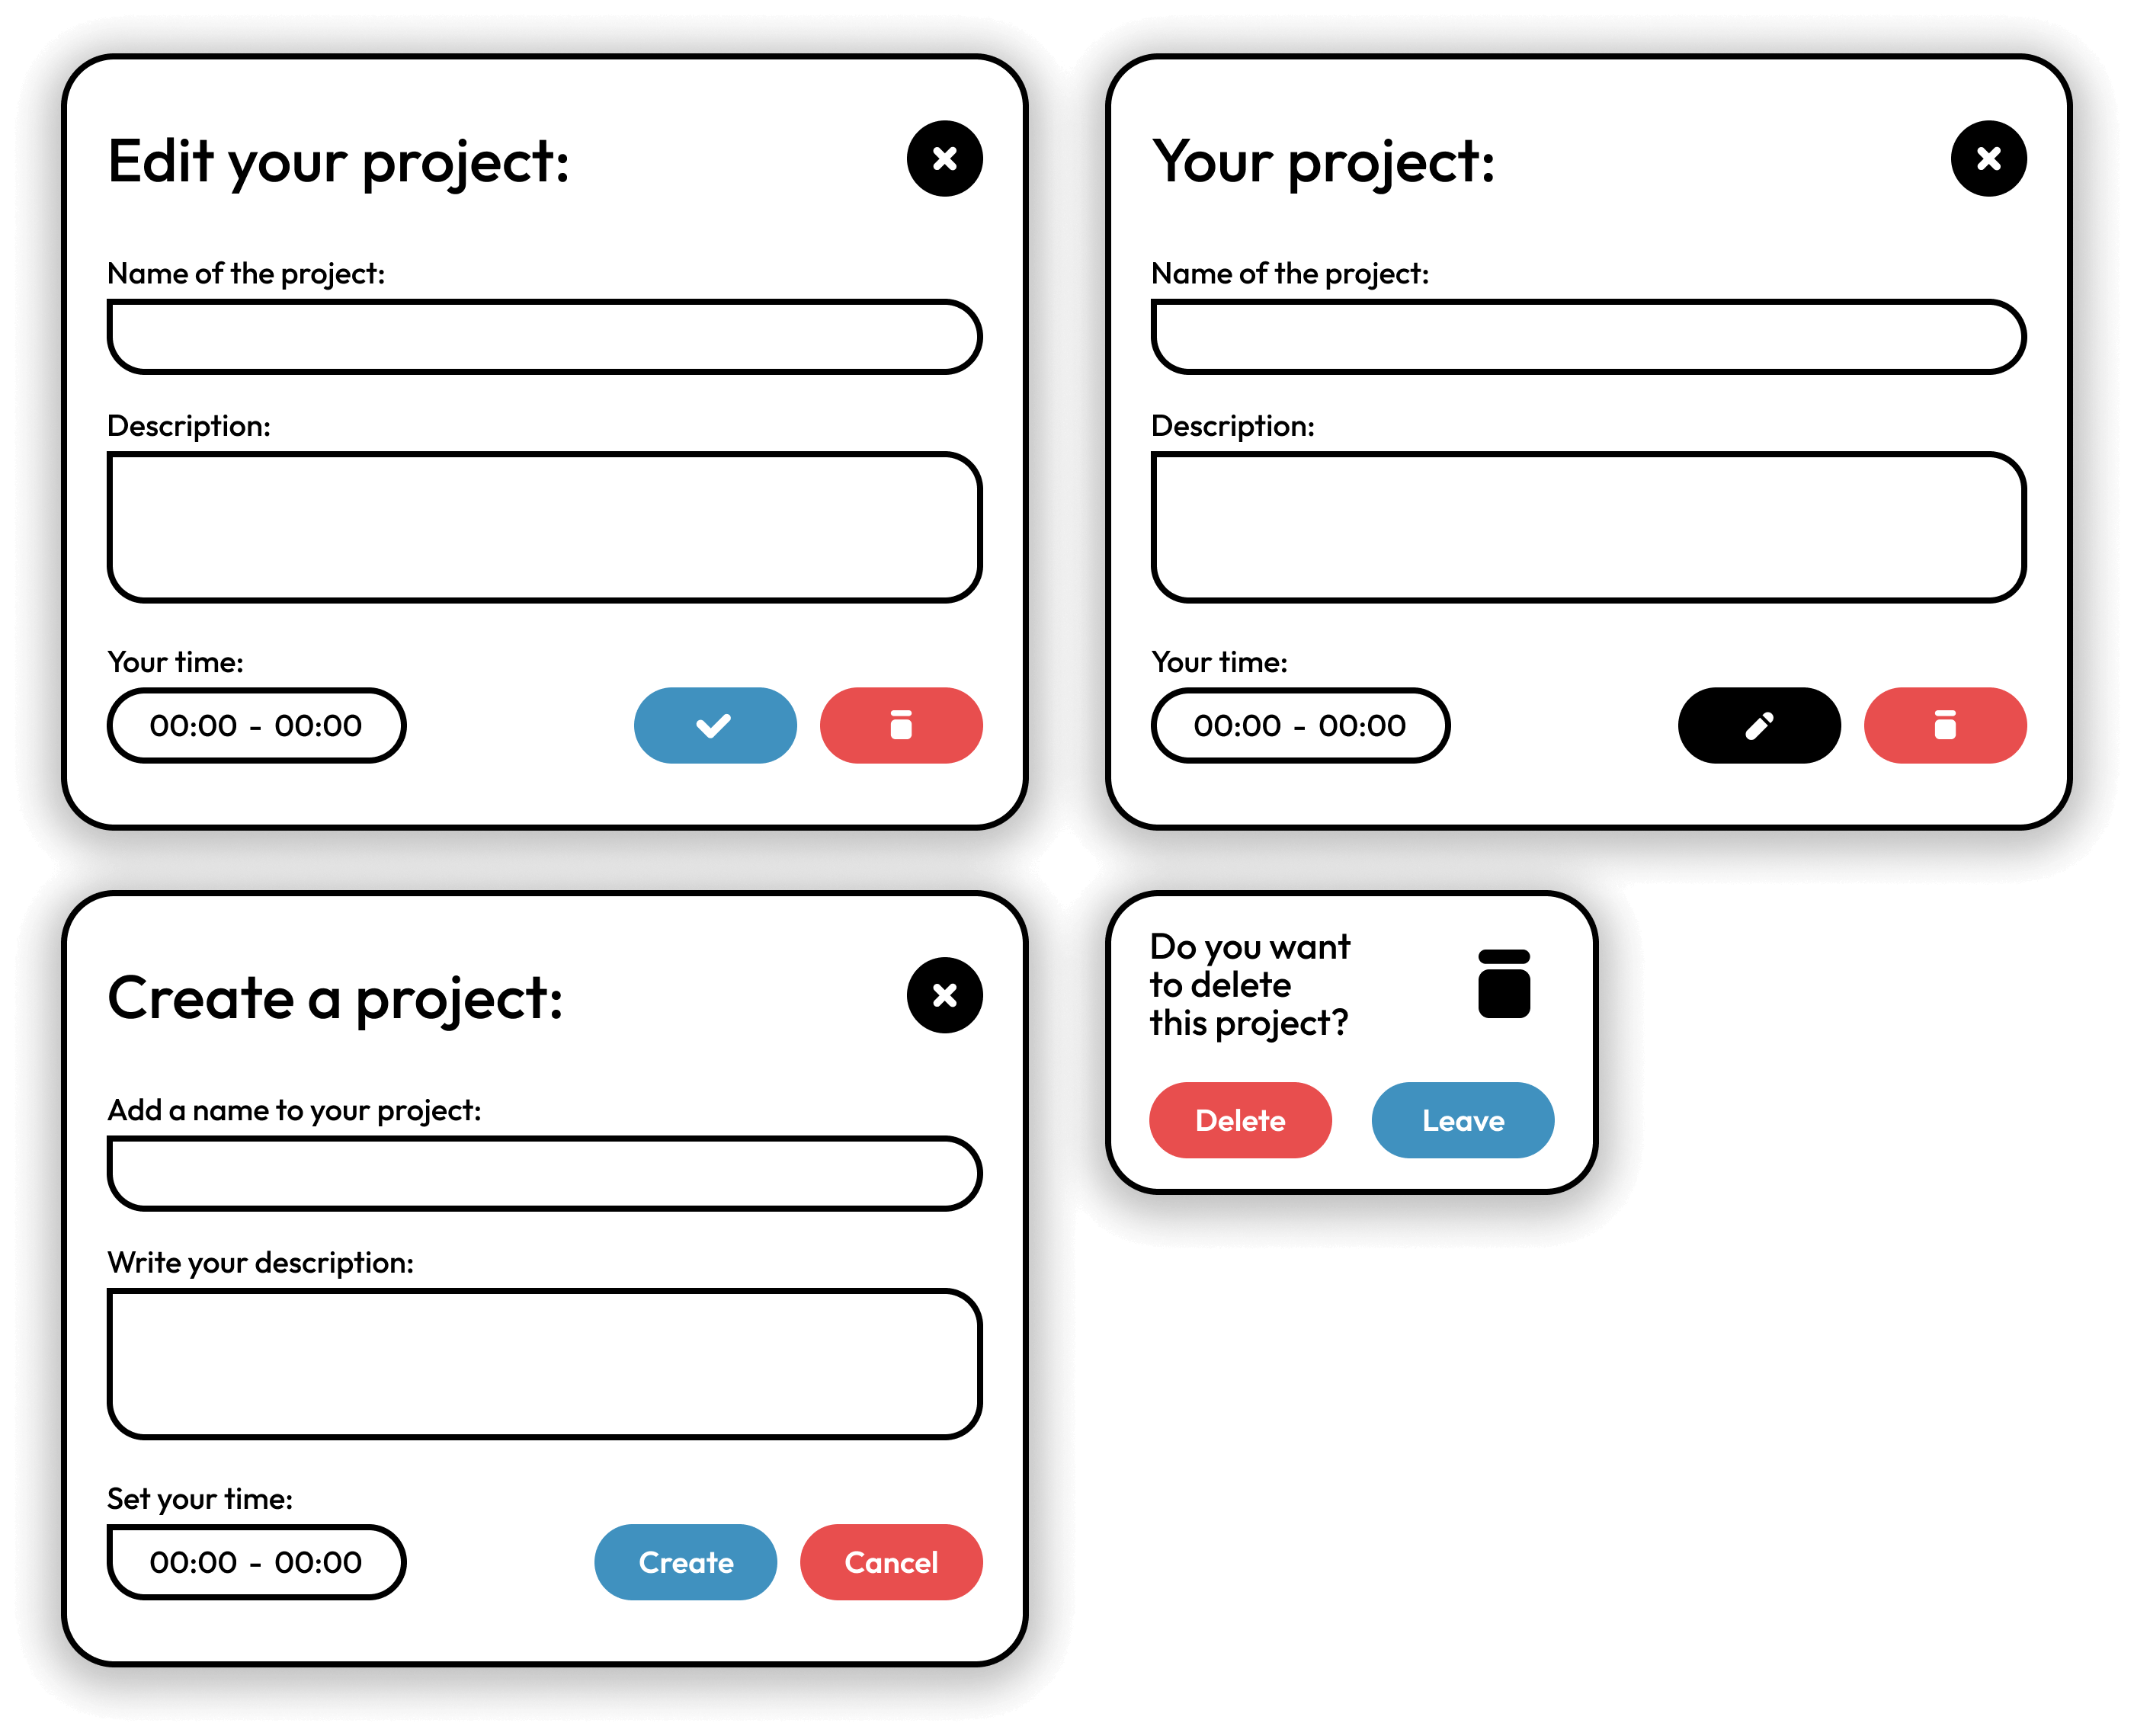 Edit your project:
Name of the project:
Description:
Your time:
00:00 - 00:00
Your project:
Name of the project:
Description:
Your time:
00:00 - 00:00
Create a project:
Add a name to your project:
Write your description:
Set your time:
00:00 - 00:00
Create
Cancel
Do you want
to delete
this project?
Delete
Leave